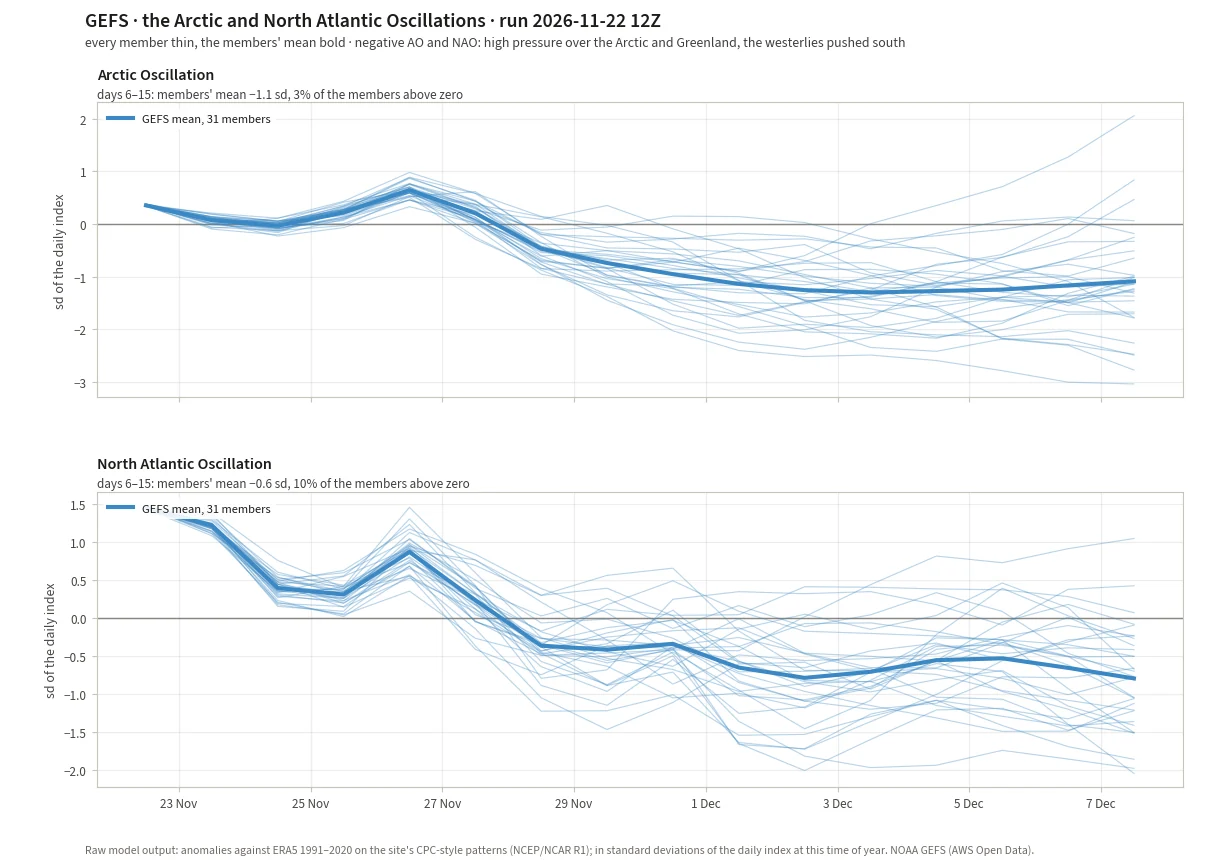 GEFS · the Arctic and North Atlantic Oscillations · run 2026-11-22 12Z
every member thin, the members' mean bold · negative AO and NAO: high pressure over the Arctic and Greenland, the westerlies pushed south
Arctic Oscillation
days 6–15: members' mean −1.1 sd, 3% of the members above zero
GEFS mean, 31 members
sd of the daily index
2
1
0
−1
−2
−3
North Atlantic Oscillation
days 6–15: members' mean −0.6 sd, 10% of the members above zero
GEFS mean, 31 members
sd of the daily index
1.5
1.0
0.5
0.0
−0.5
−1.0
−1.5
−2.0
23 Nov 25 Nov 27 Nov 29 Nov 1 Dec 3 Dec 5 Dec 7 Dec
Raw model output: anomalies against ERA5 1991–2020 on the site's CPC-style patterns (NCEP/NCAR R1); in standard deviations of the daily index at this time of year. NOAA GEFS (AWS Open Data).